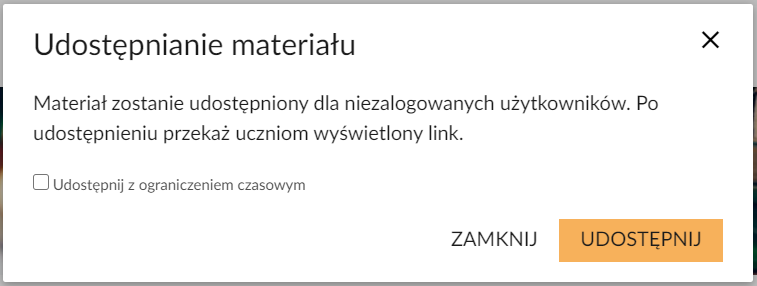 Udostępnianie materiału
Materiał zostanie udostępniony dla niezalogowanych użytkowników. Po
udostępnieniu przekaż uczniom wyświetlony link.
Udostępnij z ograniczeniem czasowym
ZAMKNIJ
UDOSTĘPNIJ